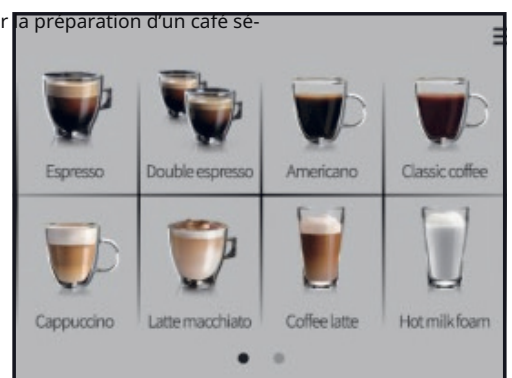 r la préparation d’un café sé-
Espresso Double espresso Americano Classic coffee
Cappuccino Latte macchiato Coffee latte Hot milk foam